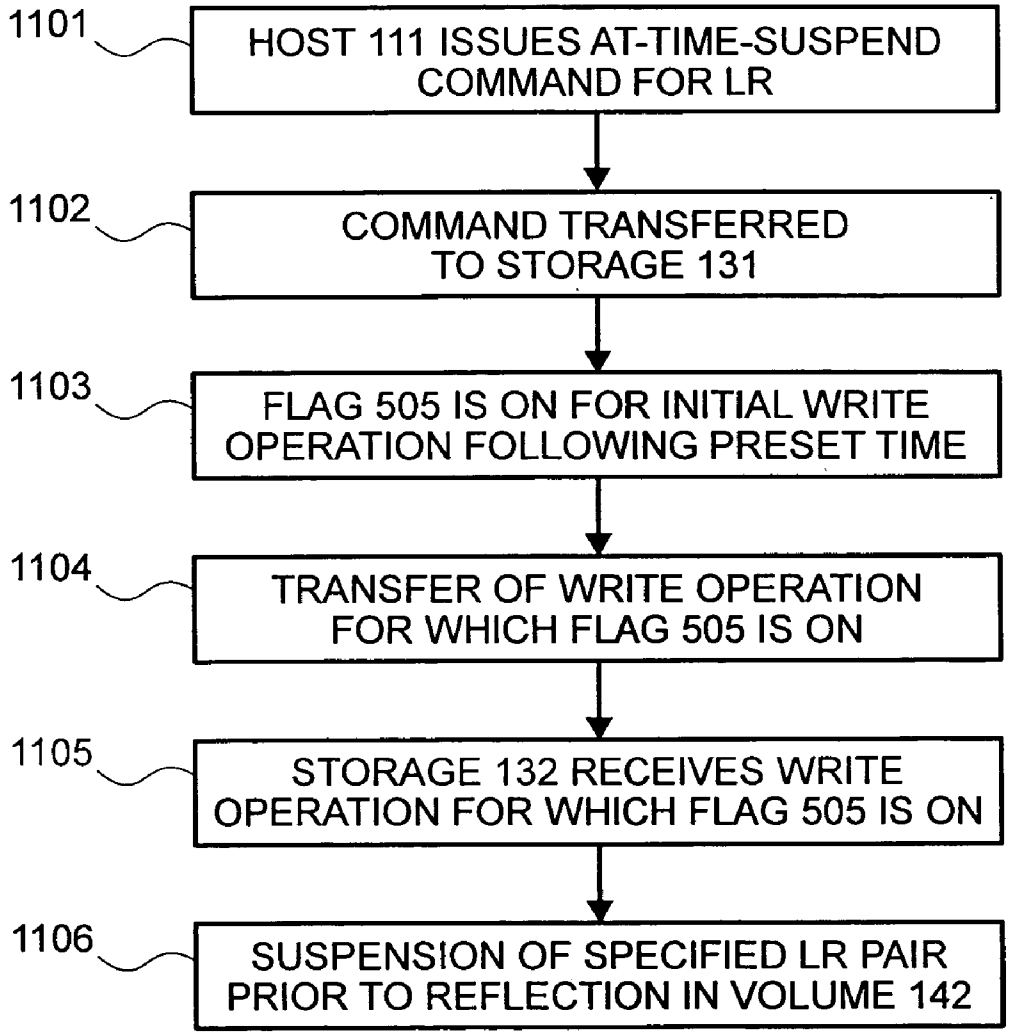 1101
HOST 111 ISSUES AT-TIME-SUSPEND
COMMAND FOR LR
1102
COMMAND TRANSFERRED
TO STORAGE 131
1103
FLAG 505 IS ON FOR INITIAL WRITE
OPERATION FOLLOWING PRESET TIME
1104
TRANSFER OF WRITE OPERATION
FOR WHICH FLAG 505 IS ON
1105
STORAGE 132 RECEIVES WRITE
OPERATION FOR WHICH FLAG 505 IS ON
1106
SUSPENSION OF SPECIFIED LR PAIR
PRIOR TO REFLECTION IN VOLUME 142